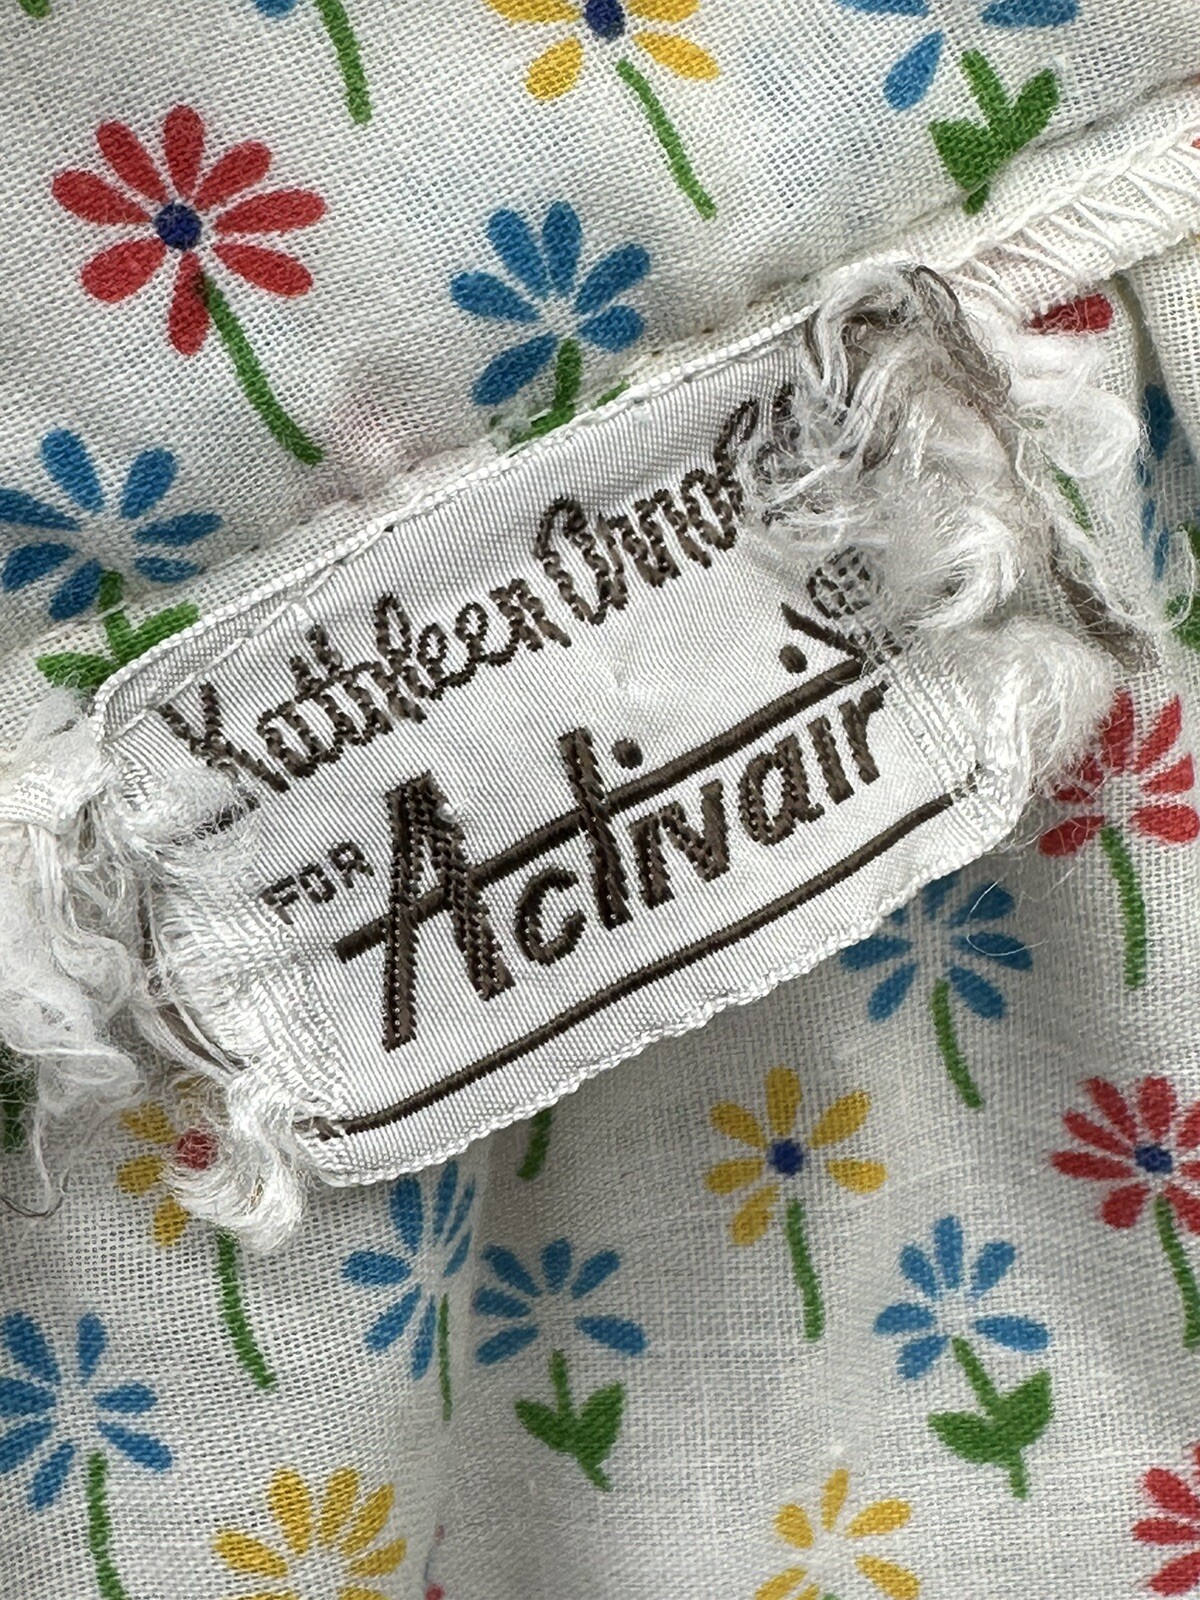 Kathleen
FOR Activair